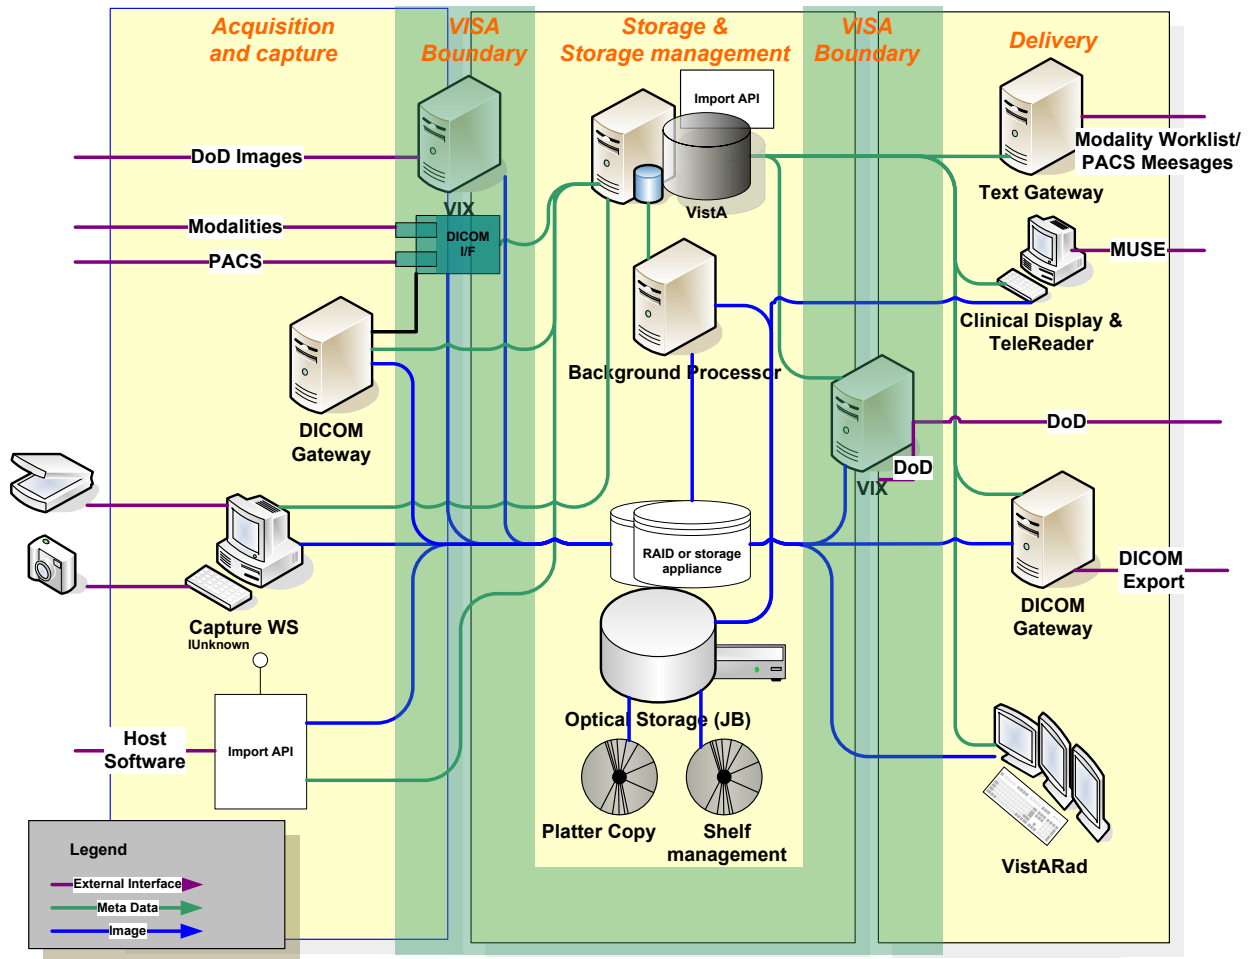 Acquisition
and capture
VISA
Boundary
Storage &
Storage management
VISA
Boundary
Delivery
Import API
DoD Images
Modality Worklist/
PACS Meesages
Text Gateway
VIX
VistA
Modalities
DICOM
I/F
PACS
MUSE
Clinical Display &
TeleReader
Background Processor
DICOM
Gateway
DoD
DoD
VIX
RAID or storage
appliance
DICOM
Export
DICOM
Gateway
Capture WS
IUnknown
Optical Storage (JB)
Host
Software
Import API
Platter Copy
Shelf
management
VistARad
Legend
External Interface
Meta Data
Image